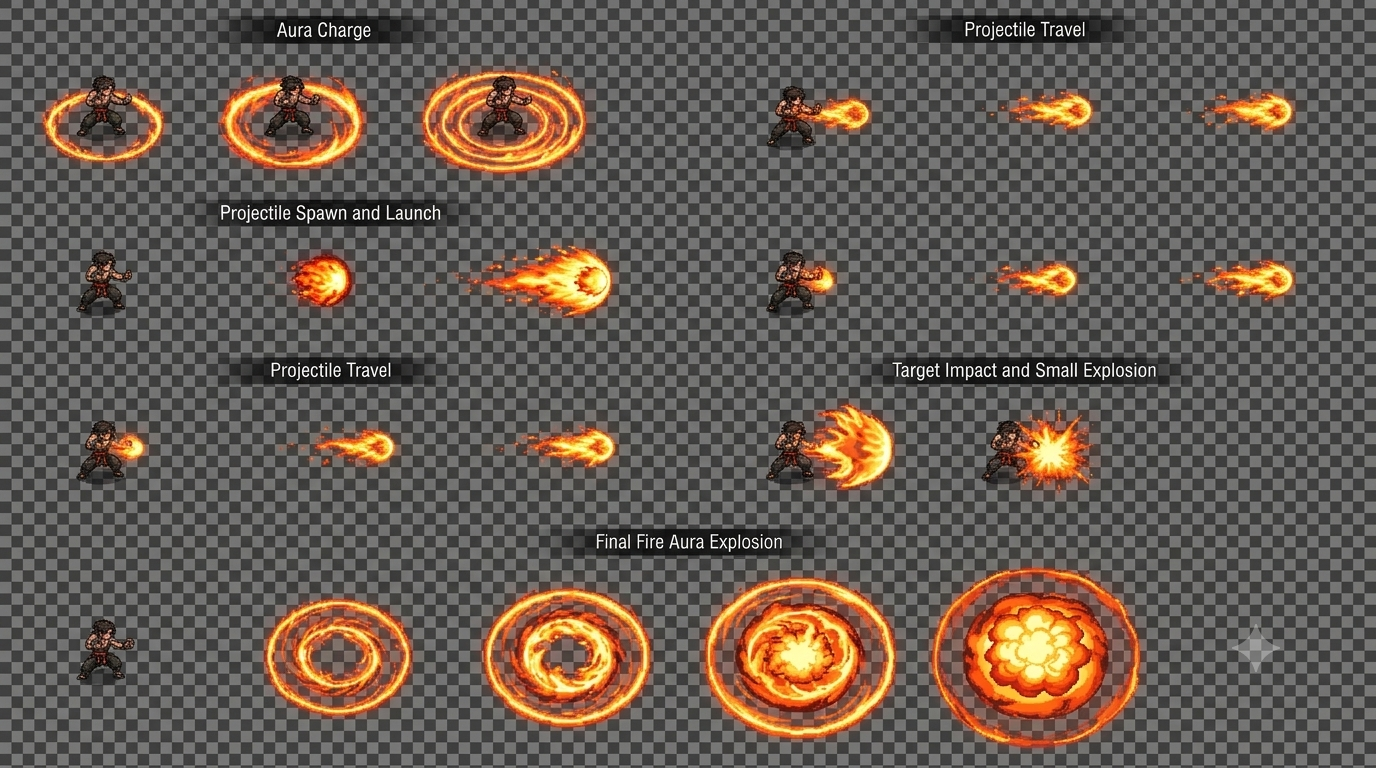 Aura Charge
Projectile Travel
Projectile Spawn and Launch
Projectile Travel
Target Impact and Small Explosion
Final Fire Aura Explosion